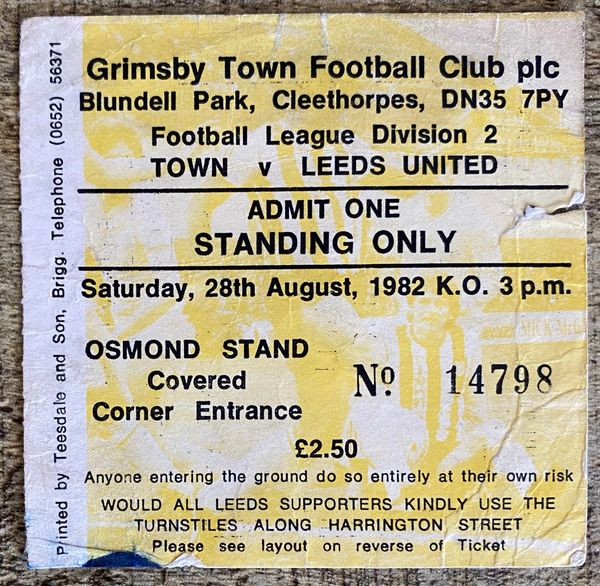 Grimsby Town Football Club plc
Blundell Park, Cleethorpes, DN35 7PY
Football League Division 2
TOWN v LEEDS UNITED
ADMIT ONE
STANDING ONLY
Saturday, 28th August, 1982 K.O. 3 p.m.
OSMOND STAND
Covered
Corner Entrance
No 14798
£2.50
Anyone entering the ground do so entirely at their own risk
WOULD ALL LEEDS SUPPORTERS KINDLY USE THE
TURNSTILES ALONG HARRINGTON STREET
Please see layout on reverse of Ticket
Printed by Teesdale and Son, Brigg. Telephone (0652) 56371